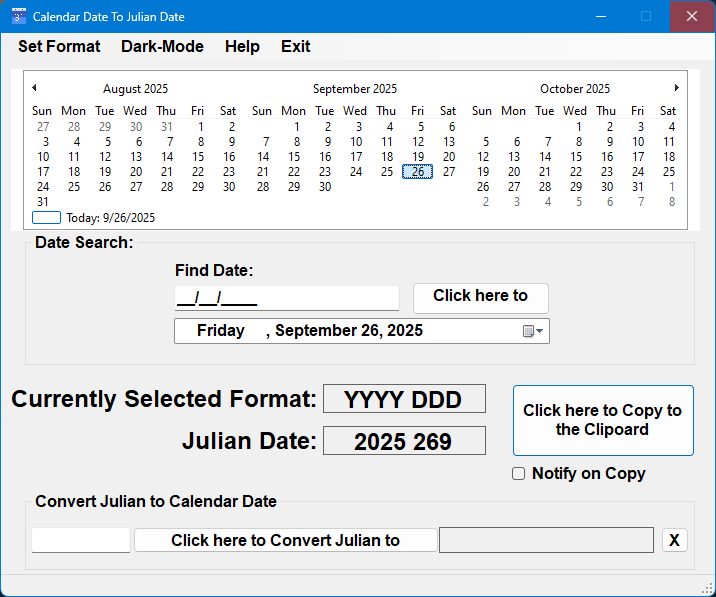 Calendar Date To Julian Date
Set Format Dark-Mode Help Exit
August 2025 September 2025 October 2025
Sun Mon Tue Wed Thu Fri Sat Sun Mon Tue Wed Thu Fri Sat Sun Mon Tue Wed Thu Fri Sat
27 28 29 30 31 1 2 1 2 3 4 5 6 1 2 3 4
3 4 5 6 7 8 9 7 8 9 10 11 12 13 5 6 7 8 9 10 11
10 11 12 13 14 15 16 14 15 16 17 18 19 20 12 13 14 15 16 17 18
17 18 19 20 21 22 23 21 22 23 24 25 26 27 19 20 21 22 23 24 25
24 25 26 27 28 29 30 28 29 30 26 27 28 29 30 31 1
31 2 3 4 5 6 7 8
Today: 9/26/2025
Date Search:
Find Date:
__/__/____ Click here to
Friday , September 26, 2025
Currently Selected Format: YYYY DDD
Click here to Copy to
the Clipoard
Julian Date: 2025 269
Notify on Copy
Convert Julian to Calendar Date
Click here to Convert Julian to X